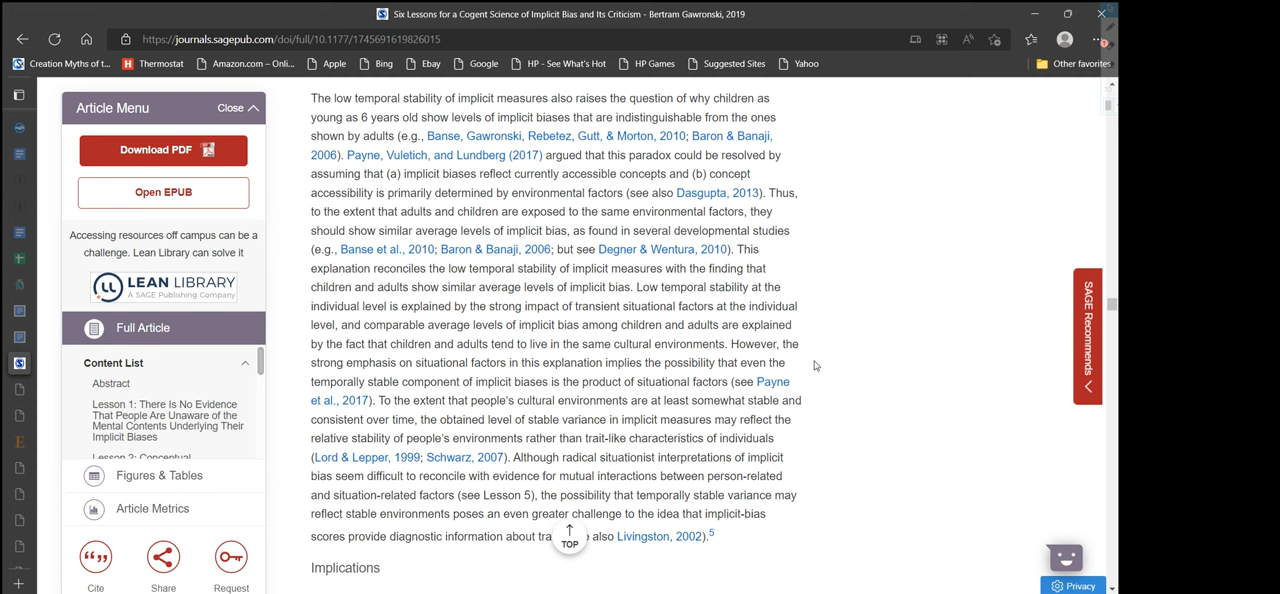 Six Lessons for a Cogent Science of Implicit Bias and Its Criticism - Bertram Gawronski, 2019
https://journals.sagepub.com/doi/full/10.1177/1745691619826015
Creation Myths of t... Thermostat Amazon.com – Onli... Apple Bing Ebay Google HP - See What's Hot HP Games Suggested Sites Yahoo Other favorites
Article Menu Close
Download PDF
Open EPUB
Accessing resources off campus can be a
challenge. Lean Library can solve it
LEAN LIBRARY
A SAGE Publishing Company
Full Article
Content List
Abstract
Lesson 1: There Is No Evidence
That People Are Unaware of the
Mental Contents Underlying Their
Implicit Biases
Lesson 2: Conceptual
Figures & Tables
Article Metrics
Cite Share Request
The low temporal stability of implicit measures also raises the question of why children as
young as 6 years old show levels of implicit biases that are indistinguishable from the ones
shown by adults (e.g., Banse, Gawronski, Rebetez, Gutt, & Morton, 2010; Baron & Banaji,
2006). Payne, Vuletich, and Lundberg (2017) argued that this paradox could be resolved by
assuming that (a) implicit biases reflect currently accessible concepts and (b) concept
accessibility is primarily determined by environmental factors (see also Dasgupta, 2013). Thus,
to the extent that adults and children are exposed to the same environmental factors, they
should show similar average levels of implicit bias, as found in several developmental studies
(e.g., Banse et al., 2010; Baron & Banaji, 2006; but see Degner & Wentura, 2010). This
explanation reconciles the low temporal stability of implicit measures with the finding that
children and adults show similar average levels of implicit bias. Low temporal stability at the
individual level is explained by the strong impact of transient situational factors at the individual
level, and comparable average levels of implicit bias among children and adults are explained
by the fact that children and adults tend to live in the same cultural environments. However, the
strong emphasis on situational factors in this explanation implies the possibility that even the
temporally stable component of implicit biases is the product of situational factors (see Payne
et al., 2017). To the extent that people's cultural environments are at least somewhat stable and
consistent over time, the obtained level of stable variance in implicit measures may reflect the
relative stability of people's environments rather than trait-like characteristics of individuals
(Lord & Lepper, 1999; Schwarz, 2007). Although radical situationist interpretations of implicit
bias seem difficult to reconcile with evidence for mutual interactions between person-related
and situation-related factors (see Lesson 5), the possibility that temporally stable variance may
reflect stable environments poses an even greater challenge to the idea that implicit-bias
scores provide diagnostic information about tra also Livingston, 2002).5
TOP
Implications
SAGE Recommends
Privacy